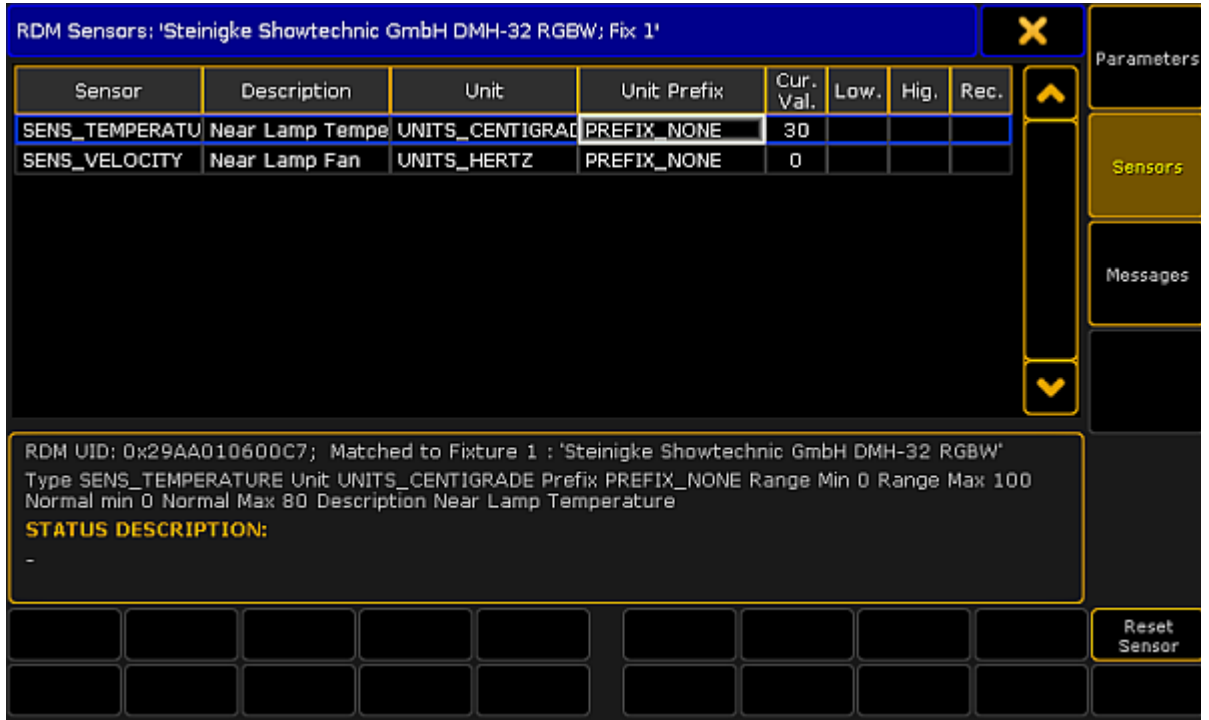 RDM Sensors: 'Steinigke Showtechnic GmbH DMH-32 RGBW; Fix 1'
Parameters
Sensor Description Unit Unit Prefix Cur. Val. Low. Hig. Rec.
SENS_TEMPERATU Near Lamp Tempe UNITS_CENTIGRAD PREFIX_NONE 30
SENS_VELOCITY Near Lamp Fan UNITS_HERTZ PREFIX_NONE 0
Sensors
Messages
RDM UID: 0x29AA010600C7; Matched to Fixture 1 : 'Steinigke Showtechnic GmbH DMH-32 RGBW'
Type SENS_TEMPERATURE Unit UNITS_CENTIGRADE Prefix PREFIX_NONE Range Min 0 Range Max 100
Normal min 0 Normal Max 80 Description Near Lamp Temperature
STATUS DESCRIPTION:
-
Reset
Sensor